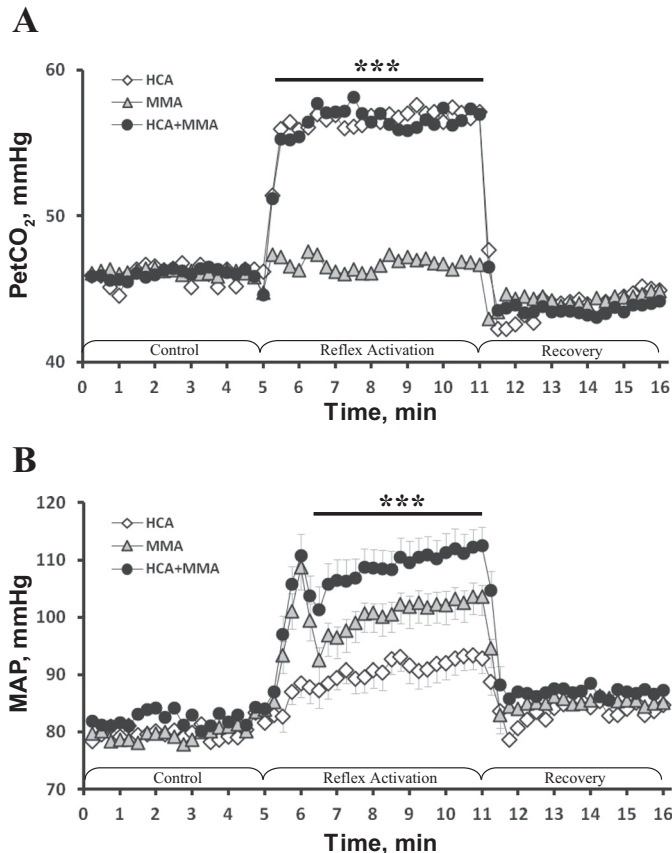 A
60
***
HCA
MMA
HCA+MMA
PetCO₂, mmHg
50
40
Control
Reflex Activation
Recovery
0 1 2 3 4 5 6 7 8 9 10 11 12 13 14 15 16
Time, min
B
120
***
HCA
MMA
HCA+MMA
110
100
MAP, mmHg
90
80
70
Control
Reflex Activation
Recovery
0 1 2 3 4 5 6 7 8 9 10 11 12 13 14 15 16
Time, min